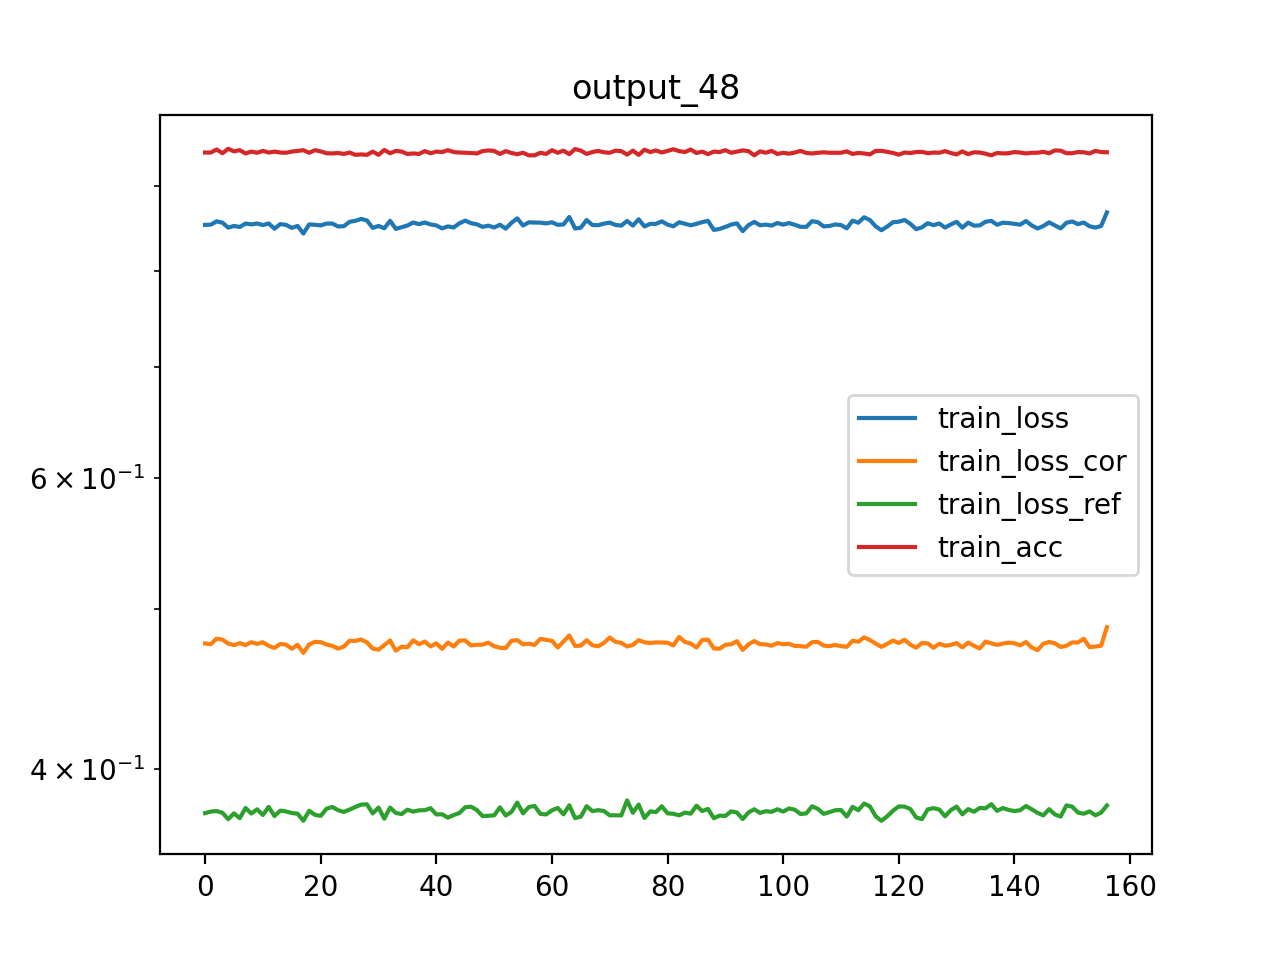 output_48
6 × 10⁻¹
4 × 10⁻¹
train_loss
train_loss_cor
train_loss_ref
train_acc
0 20 40 60 80 100 120 140 160